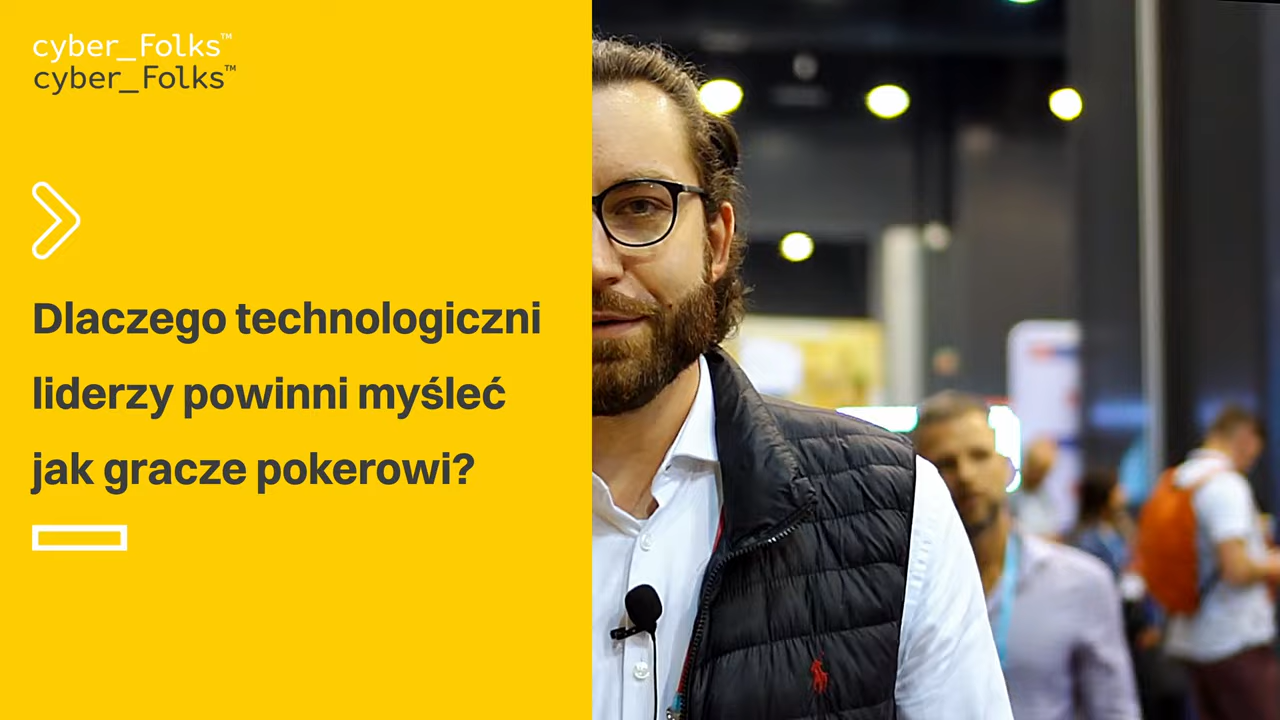 cyber_Folks™
cyber_Folks™
Dlaczego technologiczni
liderzy powinni myśleć
jak gracze pokerowi?